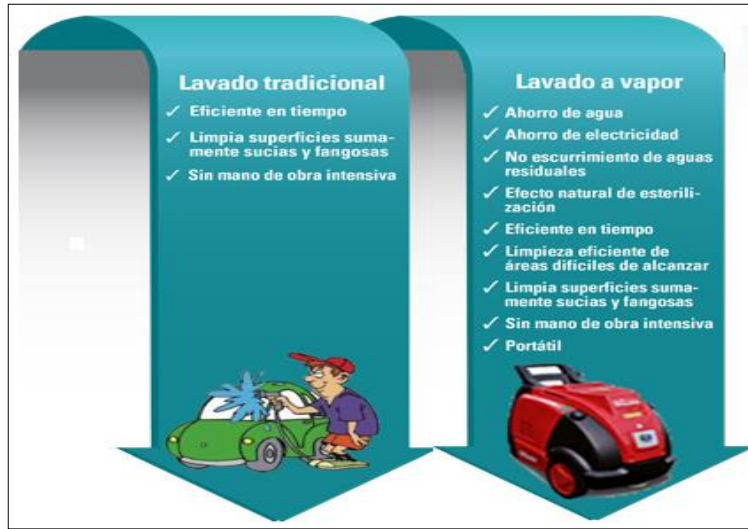 Lavado tradicional
✓ Eficiente en tiempo
✓ Limpia superficies suma-
mente sucias y fangosas
✓ Sin mano de obra intensiva
Lavado a vapor
✓ Ahorro de agua
✓ Ahorro de electricidad
✓ No escurrimiento de aguas
residuales
✓ Efecto natural de esterili-
zación
✓ Eficiente en tiempo
✓ Limpieza eficiente de
áreas difíciles de alcanzar
✓ Limpia superficies suma-
mente sucias y fangosas
✓ Sin mano de obra intensiva
✓ Portátil